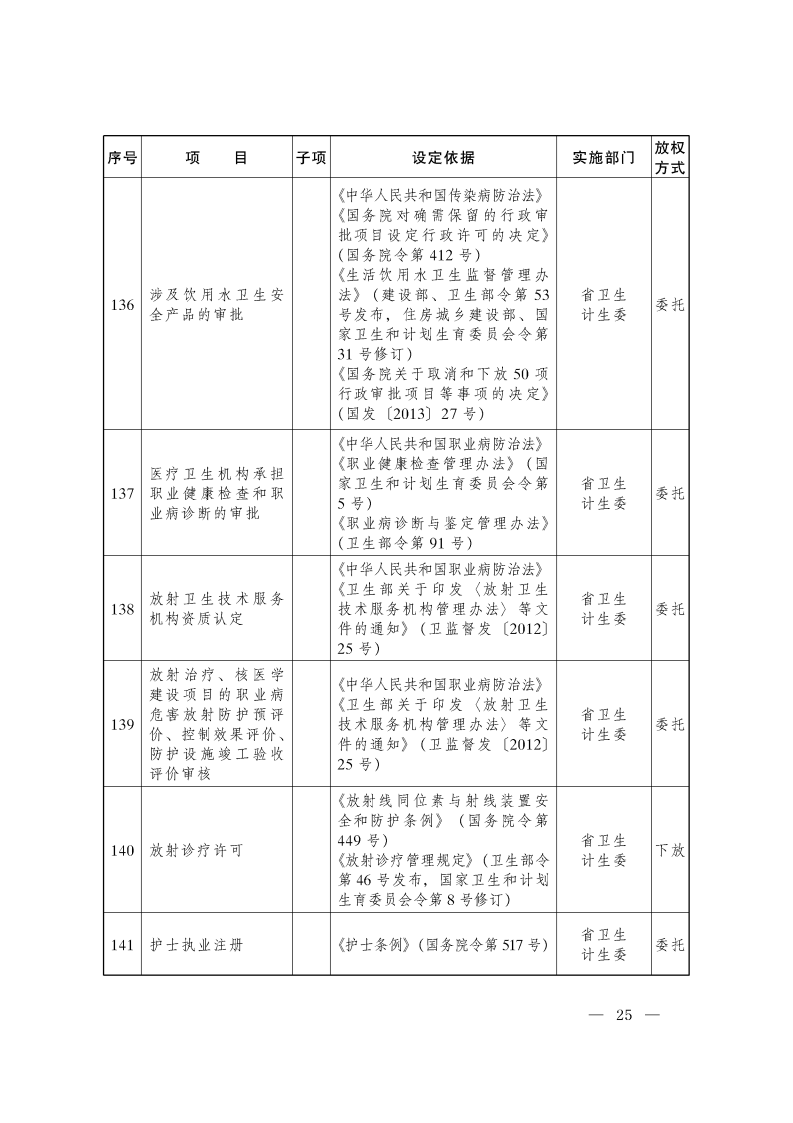 序号 项 目 子项 设定依据 实施部门 放权方式
136
涉及饮用水卫生安
全产品的审批
《中华人民共和国传染病防治法》
《国务院对确需保留的行政审
批项目设定行政许可的决定》
(国务院令第 412 号)
《生活饮用水卫生监督管理办
法》(建设部、卫生部令第 53
号发布，住房城乡建设部、国
家卫生和计划生育委员会令第
31 号修订)
《国务院关于取消和下放 50 项
行政审批项目等事项的决定》
(国发〔2013〕27 号)
省卫生
计生委
委托
137
医疗卫生机构承担
职业健康检查和职
业病诊断的审批
《中华人民共和国职业病防治法》
《职业健康检查管理办法》(国
家卫生和计划生育委员会令第
5 号)
《职业病诊断与鉴定管理办法》
(卫生部令第 91 号)
省卫生
计生委
委托
138
放射卫生技术服务
机构资质认定
《中华人民共和国职业病防治法》
《卫生部关于印发〈放射卫生
技术服务机构管理办法〉等文
件的通知》(卫监督发〔2012〕
25 号)
省卫生
计生委
委托
139
放射治疗、核医学
建设项目的职业病
危害放射防护预评
价、控制效果评价、
防护设施竣工验收
评价审核
《中华人民共和国职业病防治法》
《卫生部关于印发〈放射卫生
技术服务机构管理办法〉等文
件的通知》(卫监督发〔2012〕
25 号)
省卫生
计生委
委托
140
放射诊疗许可
《放射线同位素与射线装置安
全和防护条例》(国务院令第
449 号)
《放射诊疗管理规定》(卫生部令
第 46 号发布，国家卫生和计划
生育委员会令第 8 号修订)
省卫生
计生委
下放
141
护士执业注册
《护士条例》(国务院令第 517 号)
省卫生
计生委
委托
— 25 —